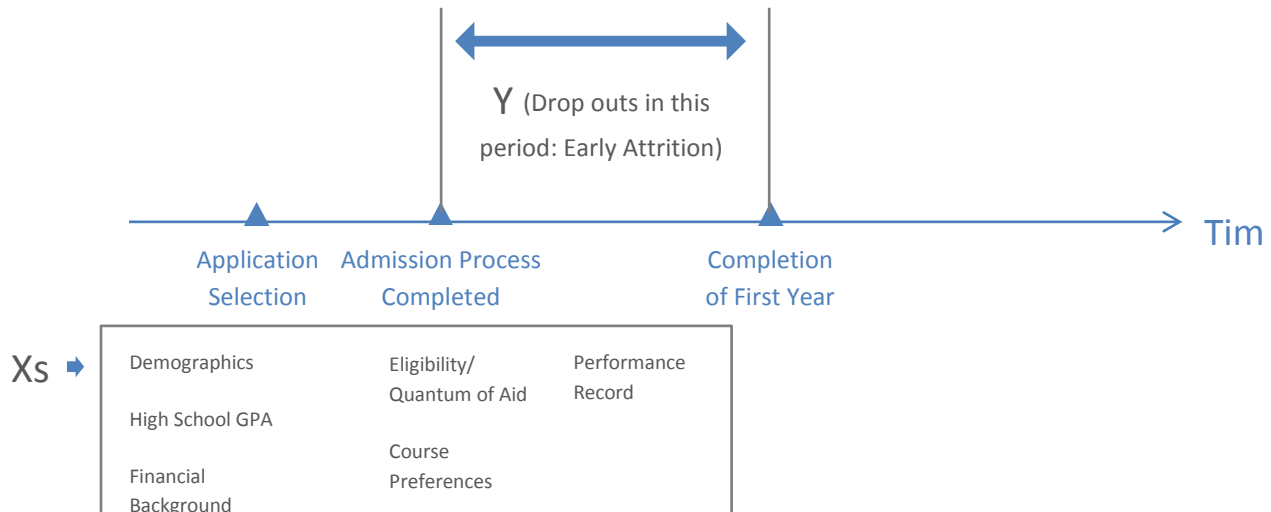 Y (Drop outs in this
period: Early Attrition)
Tim
Application
Selection
Admission Process
Completed
Completion
of First Year
Xs
Demographics
High School GPA
Financial
Background
Eligibility/
Quantum of Aid
Course
Preferences
Performance
Record